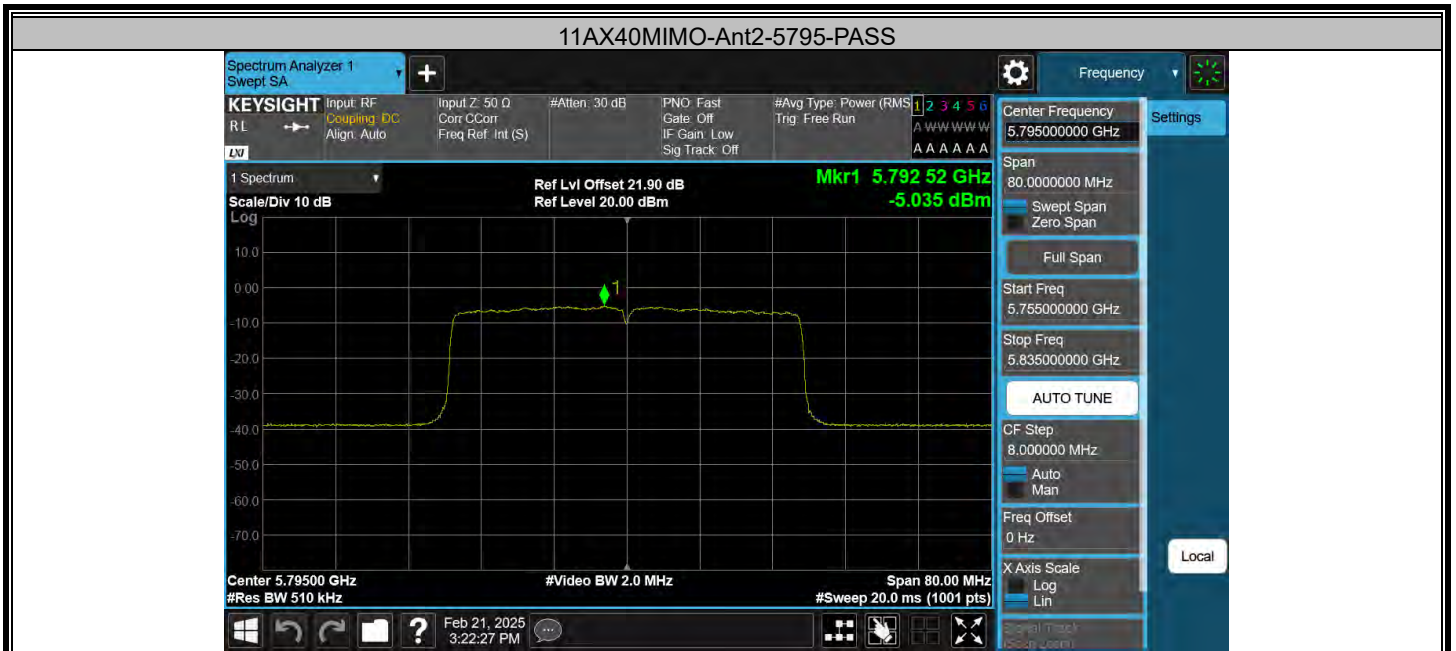 11AX40MIMO-Ant2-5795-PASS
Spectrum Analyzer 1
Swept SA
Frequency
KEYSIGHT
RL
LXI
Input: RF
Coupling: DC
Align: Auto
Input Z: 50 Ω
Corr CCorr
Freq Ref: Int (S)
#Atten: 30 dB
PNO: Fast
Gate: Off
IF Gain: Low
Sig Track: Off
#Avg Type: Power (RMS
Trig: Free Run
1 2 3 4 5 6
A W W W W W
A A A A A A
1 Spectrum
Scale/Div 10 dB
Ref Lvl Offset 21.90 dB
Ref Level 20.00 dBm
Mkr1 5.792 52 GHz
-5.035 dBm
Log
10.0
0.00
-10.0
-20.0
-30.0
-40.0
-50.0
-60.0
-70.0
1
Center 5.79500 GHz
#Res BW 510 kHz
#Video BW 2.0 MHz
Span 80.00 MHz
#Sweep 20.0 ms (1001 pts)
Center Frequency
5.795000000 GHz
Settings
Span
80.0000000 MHz
Swept Span
Zero Span
Full Span
Start Freq
5.755000000 GHz
Stop Freq
5.835000000 GHz
AUTO TUNE
CF Step
8.000000 MHz
Auto
Man
Freq Offset
0 Hz
X Axis Scale
Log
Lin
Local
Signal Track
(Span Zoom)
?
Feb 21, 2025
3:22:27 PM